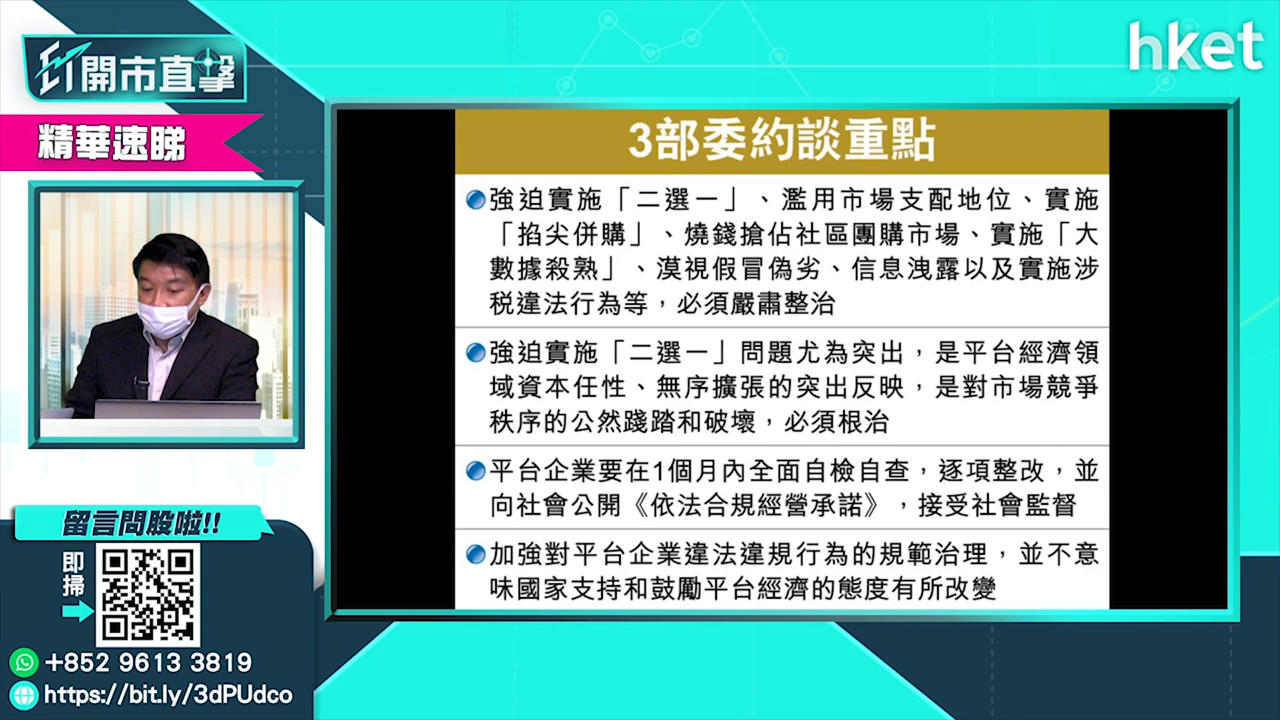 ET開市直擊
hket
精華速睇
3部委約談重點
強迫實施「二選一」、濫用市場支配地位、實施
「掐尖併購」、燒錢搶佔社區團購市場、實施「大
數據殺熟」、漠視假冒偽劣、信息洩露以及實施涉
税違法行為等，必須嚴肅整治
強迫實施「二選一」問題尤為突出，是平台經濟領
域資本任性、無序擴張的突出反映，是對市場競爭
秩序的公然踐踏和破壞，必須根治
平台企業要在1個月內全面自檢自查，逐項整改，並
向社會公開《依法合規經營承諾》，接受社會監督
加強對平台企業違法違規行為的規範治理，並不意
味國家支持和鼓勵平台經濟的態度有所改變
留言問股啦!!
即掃
+852 9613 3819
https://bit.ly/3dPUdco